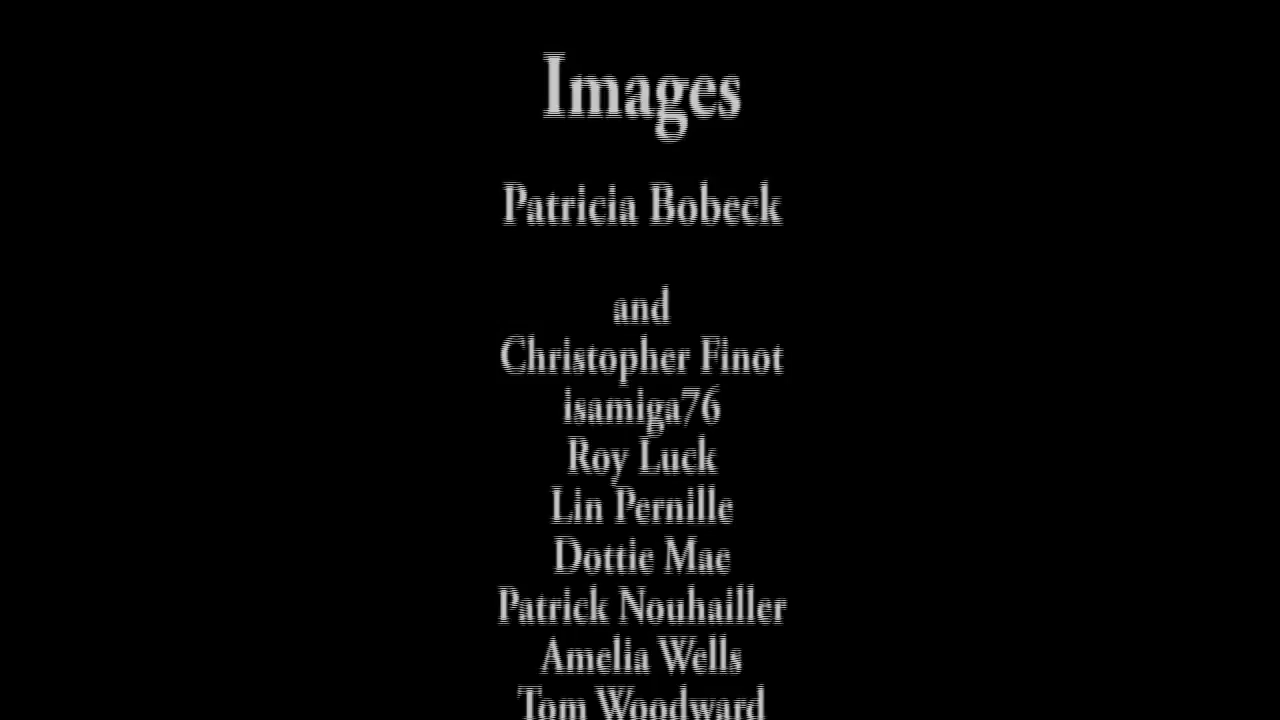 Images
Patricia Bobeck
and
Christopher Finot
isamiga76
Roy Luck
Lin Pernille
Dottie Mae
Patrick Nouhailler
Amelia Wells
Tom Woodward